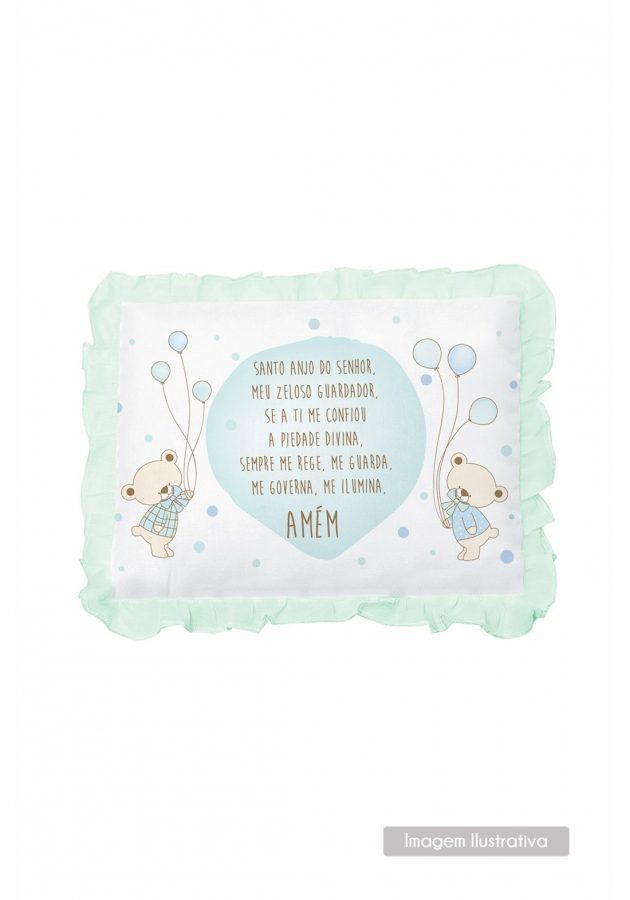 SANTO ANJO DO SENHOR,
MEU ZELOSO GUARDADOR,
SE A TI ME CONFIOU
A PIEDADE DIVINA,
SEMPRE ME REGE, ME GUARDA,
ME GOVERNA, ME ILUMINA,
AMÉM
Imagem Ilustrativa